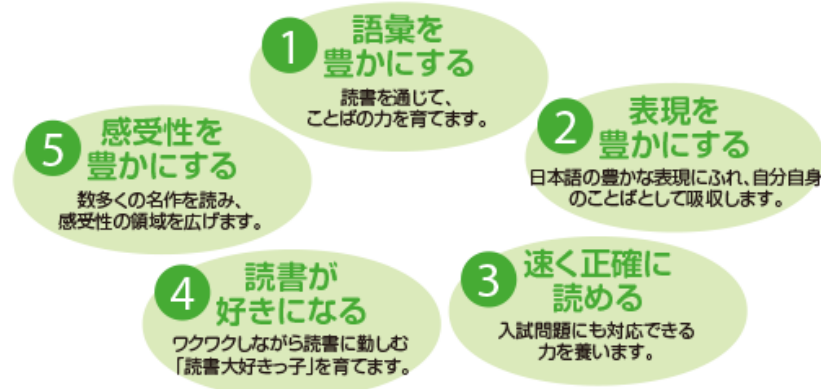 1
語彙を
豊かにする
読書を通じて、
ことばの力を育てます。
2
表現を
豊かにする
日本語の豊かな表現にふれ、自分自身
のことばとして吸収します。
3
速く正確に
読める
入試問題にも対応できる
力を養います。
4
読書が
好きになる
ワクワクしながら読書に勤しむ
「読書大好きっ子」を育てます。
5
感受性を
豊かにする
数多くの名作を読み、
感受性の領域を広げます。